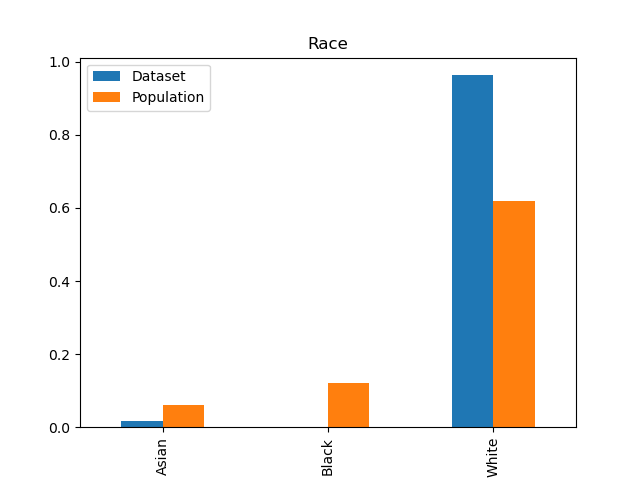 Race
Dataset
Population
1.0
0.8
0.6
0.4
0.2
0.0
Asian
Black
White